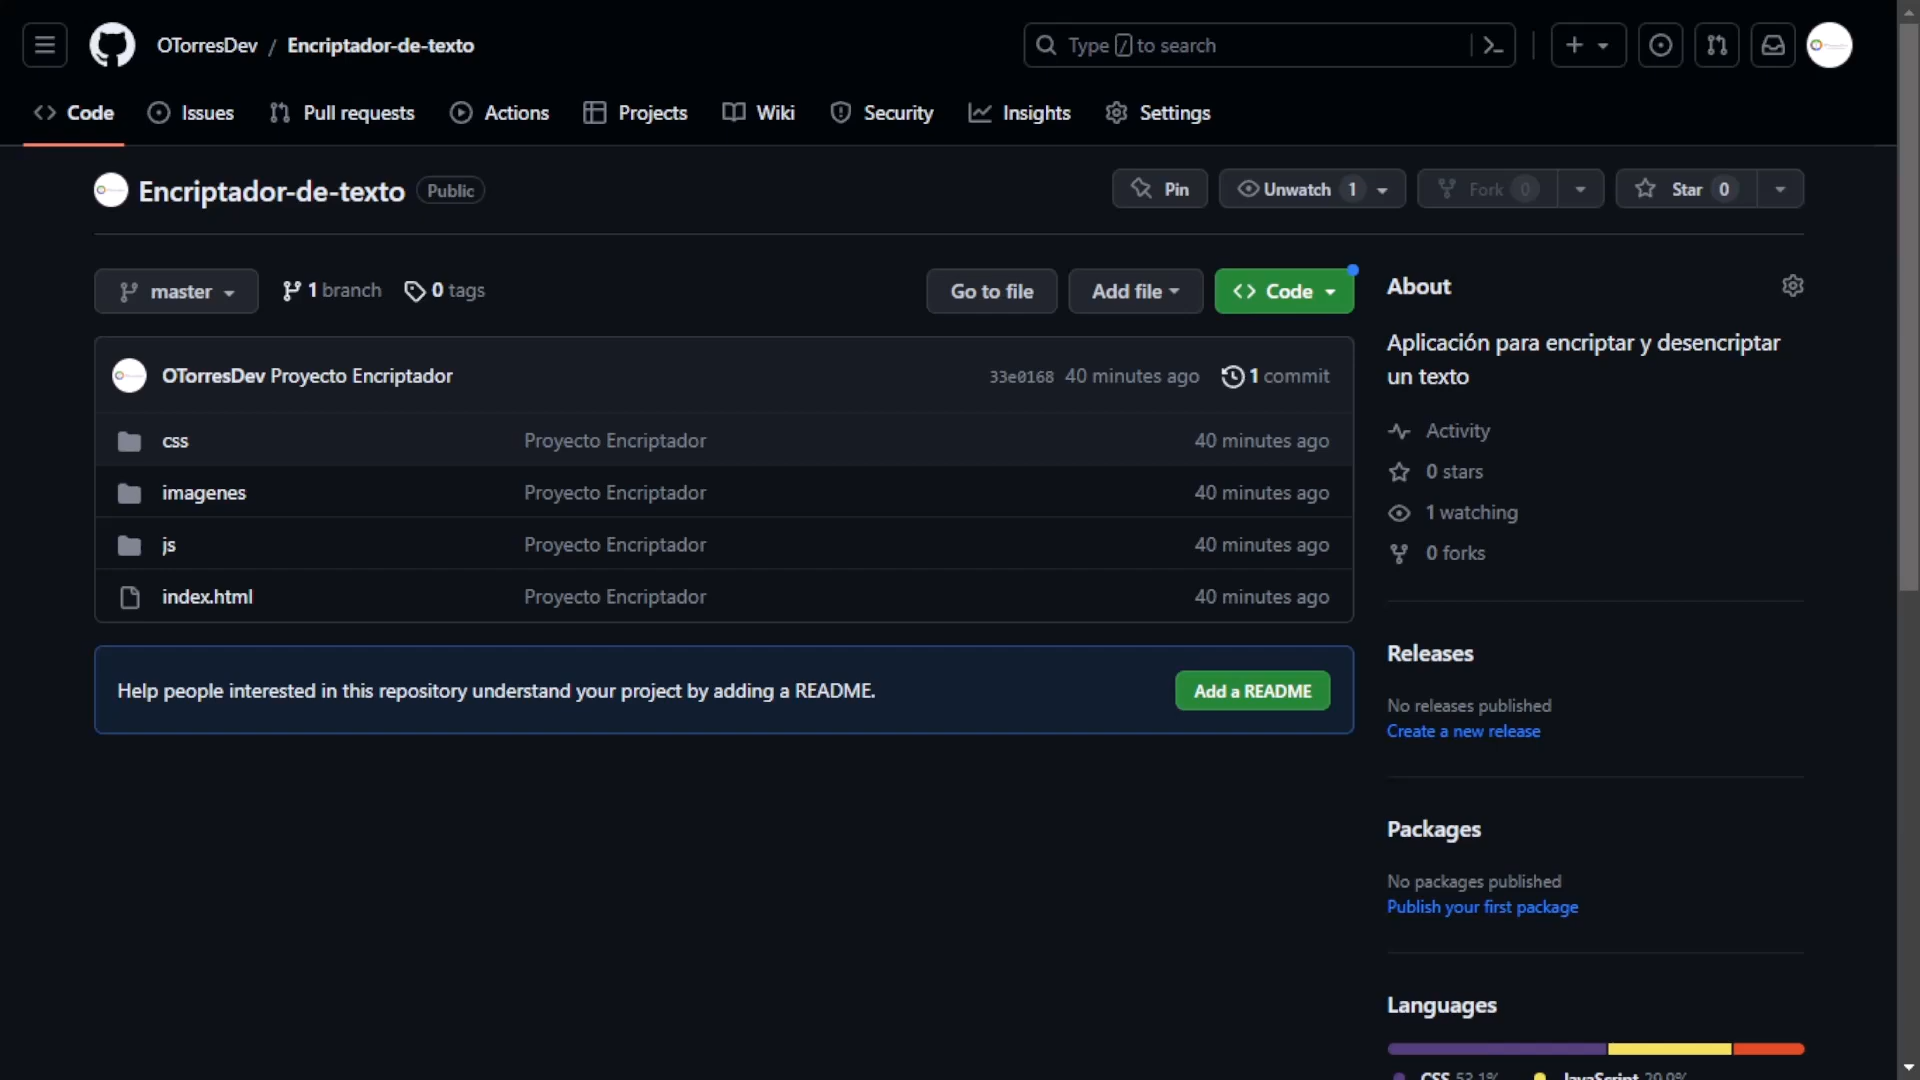 OTorresDev / Encriptador-de-texto
Type / to search
Code Issues Pull requests Actions Projects Wiki Security Insights Settings
Encriptador-de-texto Public
Pin Unwatch 1 Fork 0 Star 0
master 1 branch 0 tags Go to file Add file Code
OTorresDev Proyecto Encriptador 33e0168 40 minutes ago 1 commit
css Proyecto Encriptador 40 minutes ago
imagenes Proyecto Encriptador 40 minutes ago
js Proyecto Encriptador 40 minutes ago
index.html Proyecto Encriptador 40 minutes ago
Help people interested in this repository understand your project by adding a README. Add a README
About
Aplicación para encriptar y desencriptar
un texto
Activity
0 stars
1 watching
0 forks
Releases
No releases published
Create a new release
Packages
No packages published
Publish your first package
Languages
CSS 53.1% JavaScript